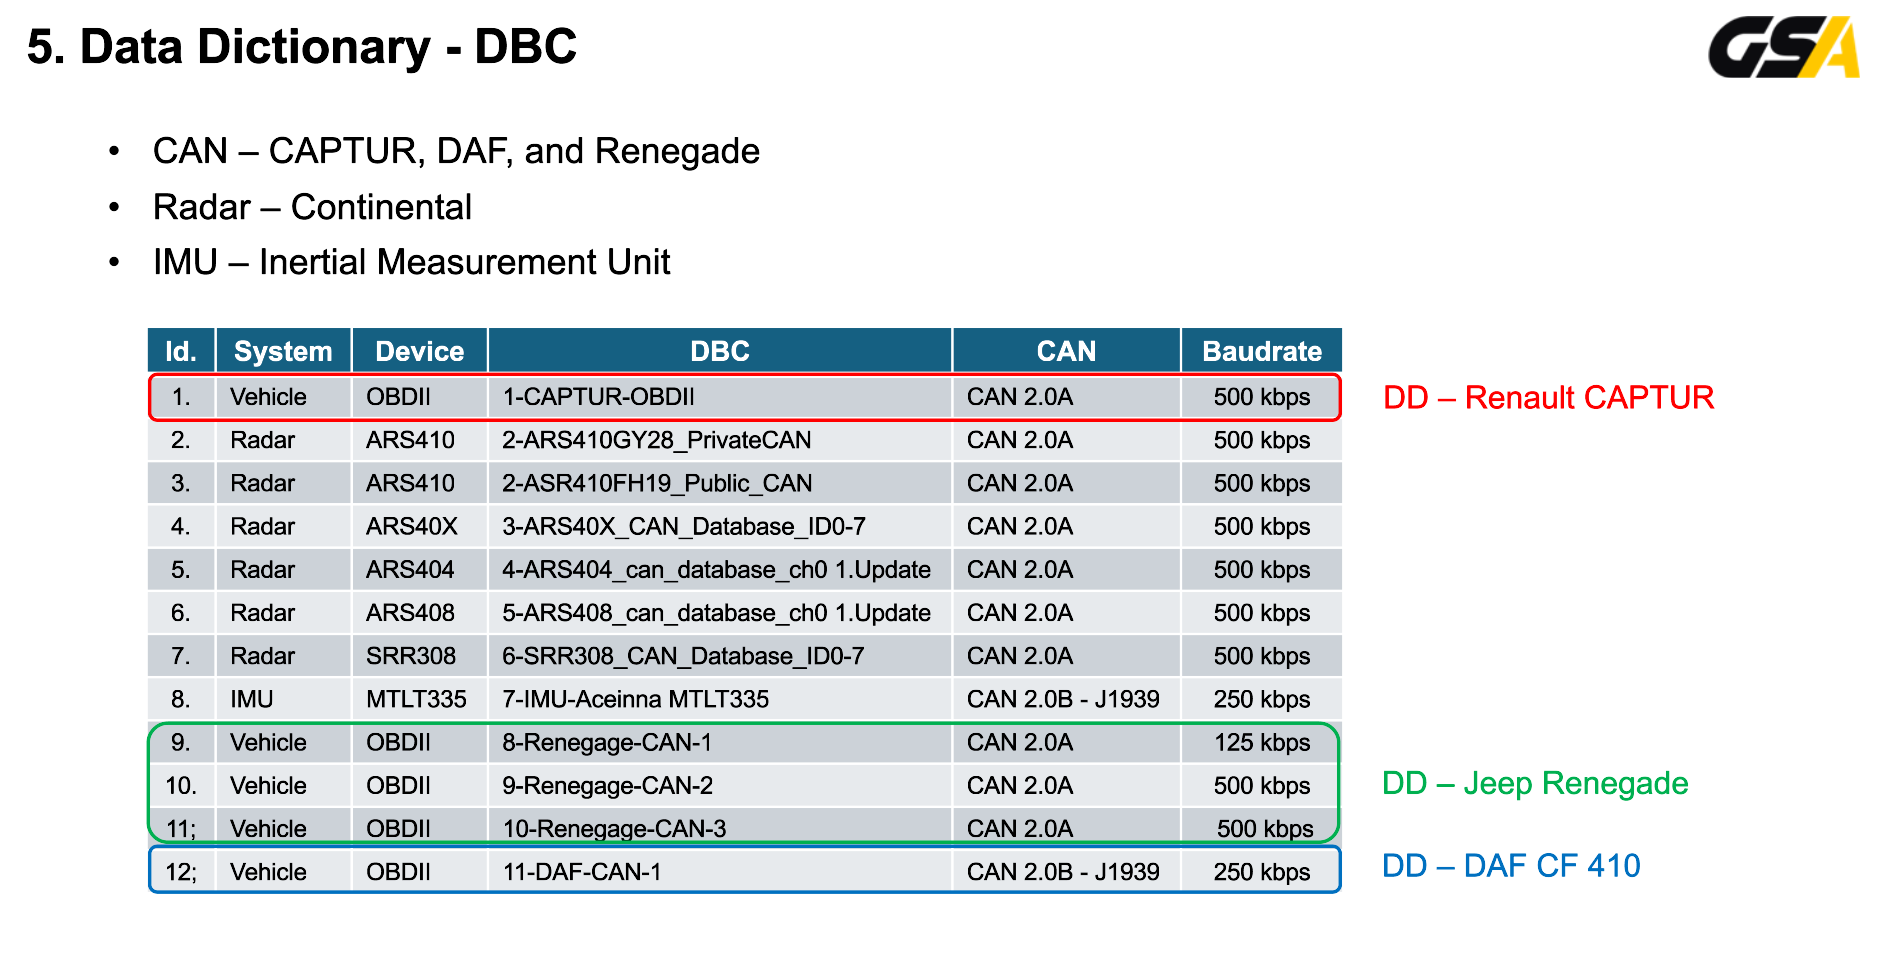 5. Data Dictionary - DBC
GSA
• CAN – CAPTUR, DAF, and Renegade
• Radar – Continental
• IMU – Inertial Measurement Unit
Id. System Device DBC CAN Baudrate
1. Vehicle OBDII 1-CAPTUR-OBDII CAN 2.0A 500 kbps DD – Renault CAPTUR
2. Radar ARS410 2-ARS410GY28_PrivateCAN CAN 2.0A 500 kbps
3. Radar ARS410 2-ASR410FH19_Public_CAN CAN 2.0A 500 kbps
4. Radar ARS40X 3-ARS40X_CAN_Database_ID0-7 CAN 2.0A 500 kbps
5. Radar ARS404 4-ARS404_can_database_ch0 1.Update CAN 2.0A 500 kbps
6. Radar ARS408 5-ARS408_can_database_ch0 1.Update CAN 2.0A 500 kbps
7. Radar SRR308 6-SRR308_CAN_Database_ID0-7 CAN 2.0A 500 kbps
8. IMU MTLT335 7-IMU-Aceinna MTLT335 CAN 2.0B - J1939 250 kbps
9. Vehicle OBDII 8-Renegage-CAN-1 CAN 2.0A 125 kbps
10. Vehicle OBDII 9-Renegage-CAN-2 CAN 2.0A 500 kbps DD – Jeep Renegade
11; Vehicle OBDII 10-Renegage-CAN-3 CAN 2.0A 500 kbps
12; Vehicle OBDII 11-DAF-CAN-1 CAN 2.0B - J1939 250 kbps DD – DAF CF 410